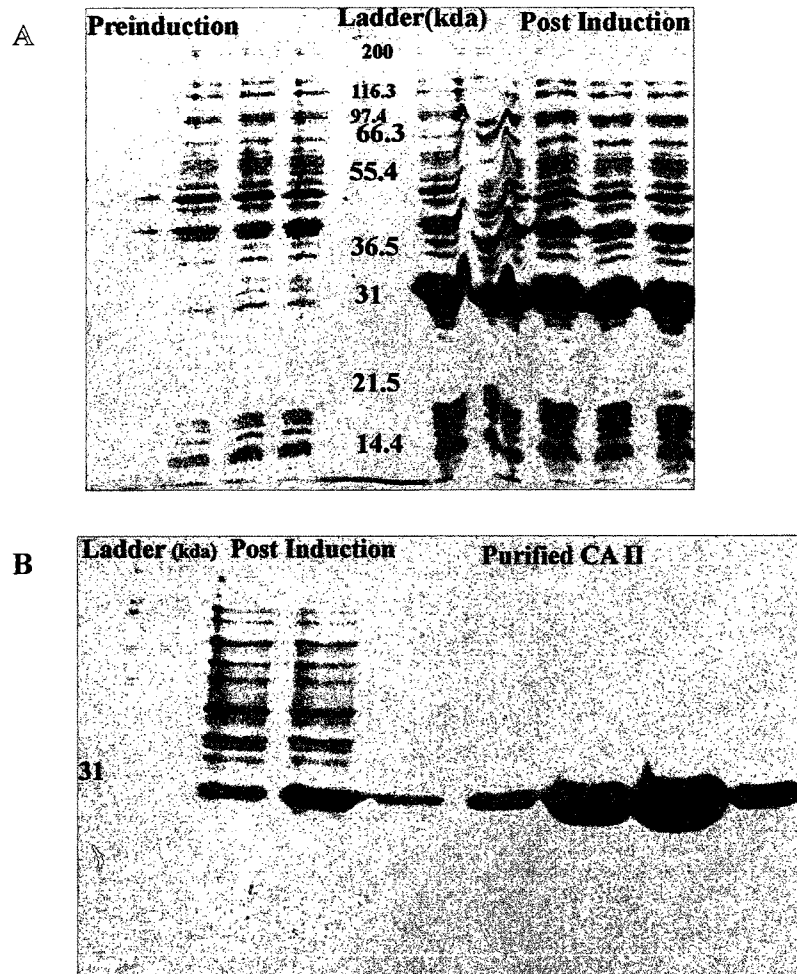 A
Preinduction Ladder(kda) Post Induction
200
116.3
97.4
66.3
55.4
36.5
31
21.5
14.4
B
Ladder (kda) Post Induction Purified CA II
31